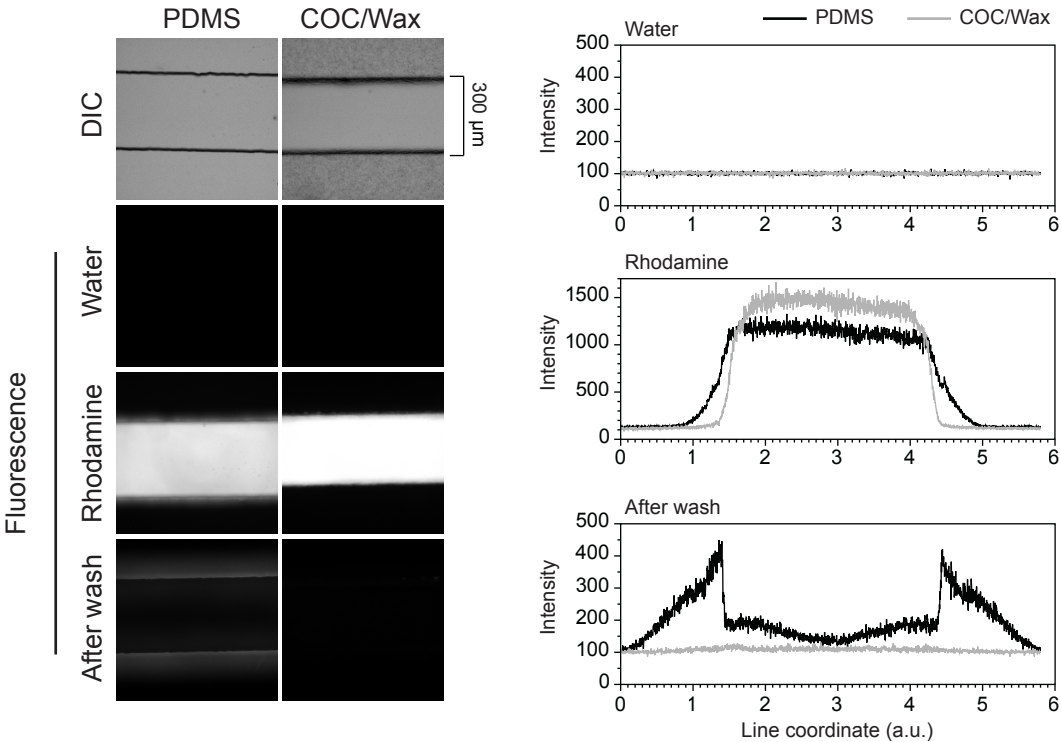 PDMS COC/Wax
DIC
300 µm
Fluorescence
Water
Rhodamine
After wash
PDMS COC/Wax
Water
Intensity
500
400
300
200
100
0
0 1 2 3 4 5 6
Rhodamine
Intensity
1500
1000
500
0
0 1 2 3 4 5 6
After wash
Intensity
500
400
300
200
100
0
0 1 2 3 4 5 6
Line coordinate (a.u.)